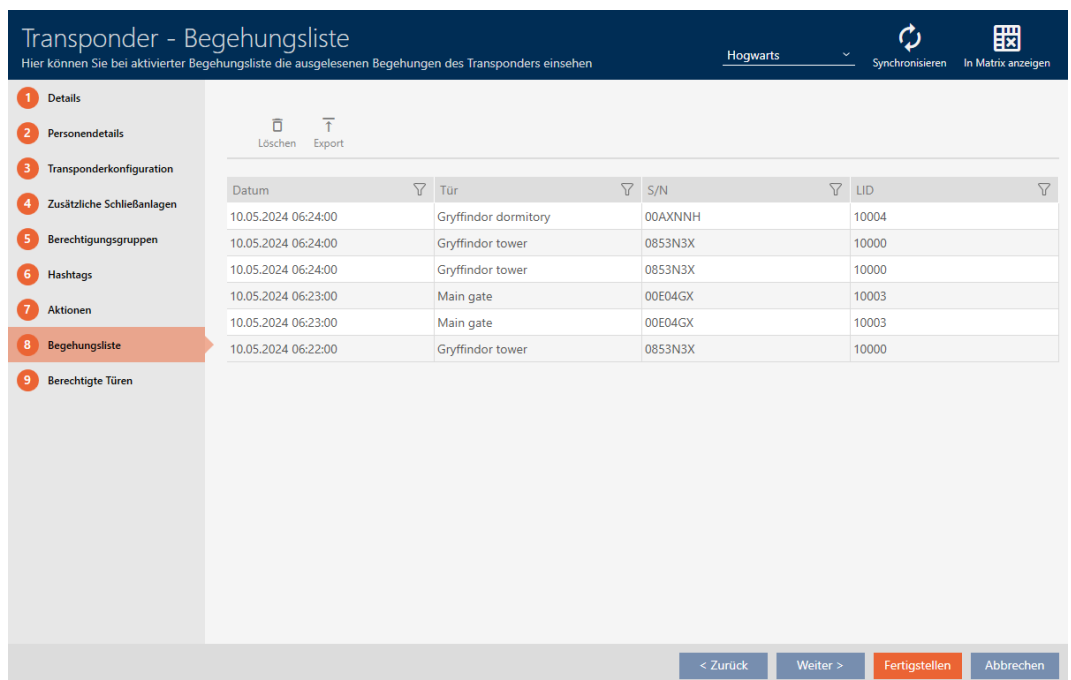 Transponder - Begehungsliste
Hier können Sie bei aktivierter Begehungsliste die ausgelesenen Begehungen des Transponders einsehen
Hogwarts
Synchronisieren
In Matrix anzeigen
1 Details
2 Personendetails
3 Transponderkonfiguration
4 Zusätzliche Schließanlagen
5 Berechtigungsgruppen
6 Hashtags
7 Aktionen
8 Begehungsliste
9 Berechtigte Türen
Löschen Export
Datum Tür S/N LID
10.05.2024 06:24:00 Gryffindor dormitory 00AXNNH 10004
10.05.2024 06:24:00 Gryffindor tower 0853N3X 10000
10.05.2024 06:24:00 Gryffindor tower 0853N3X 10000
10.05.2024 06:23:00 Main gate 00E04GX 10003
10.05.2024 06:23:00 Main gate 00E04GX 10003
10.05.2024 06:22:00 Gryffindor tower 0853N3X 10000
< Zurück Weiter > Fertigstellen Abbrechen